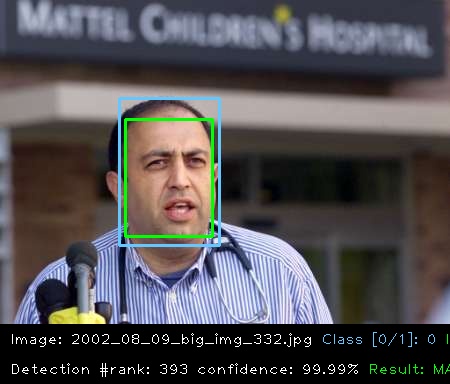 MATTEL CHILDREN'S HOSPITAL
Image: 2002_08_09_big_img_332.jpg Class [0/1]: 0
Detection #rank: 393 confidence: 99.99% Result: MA